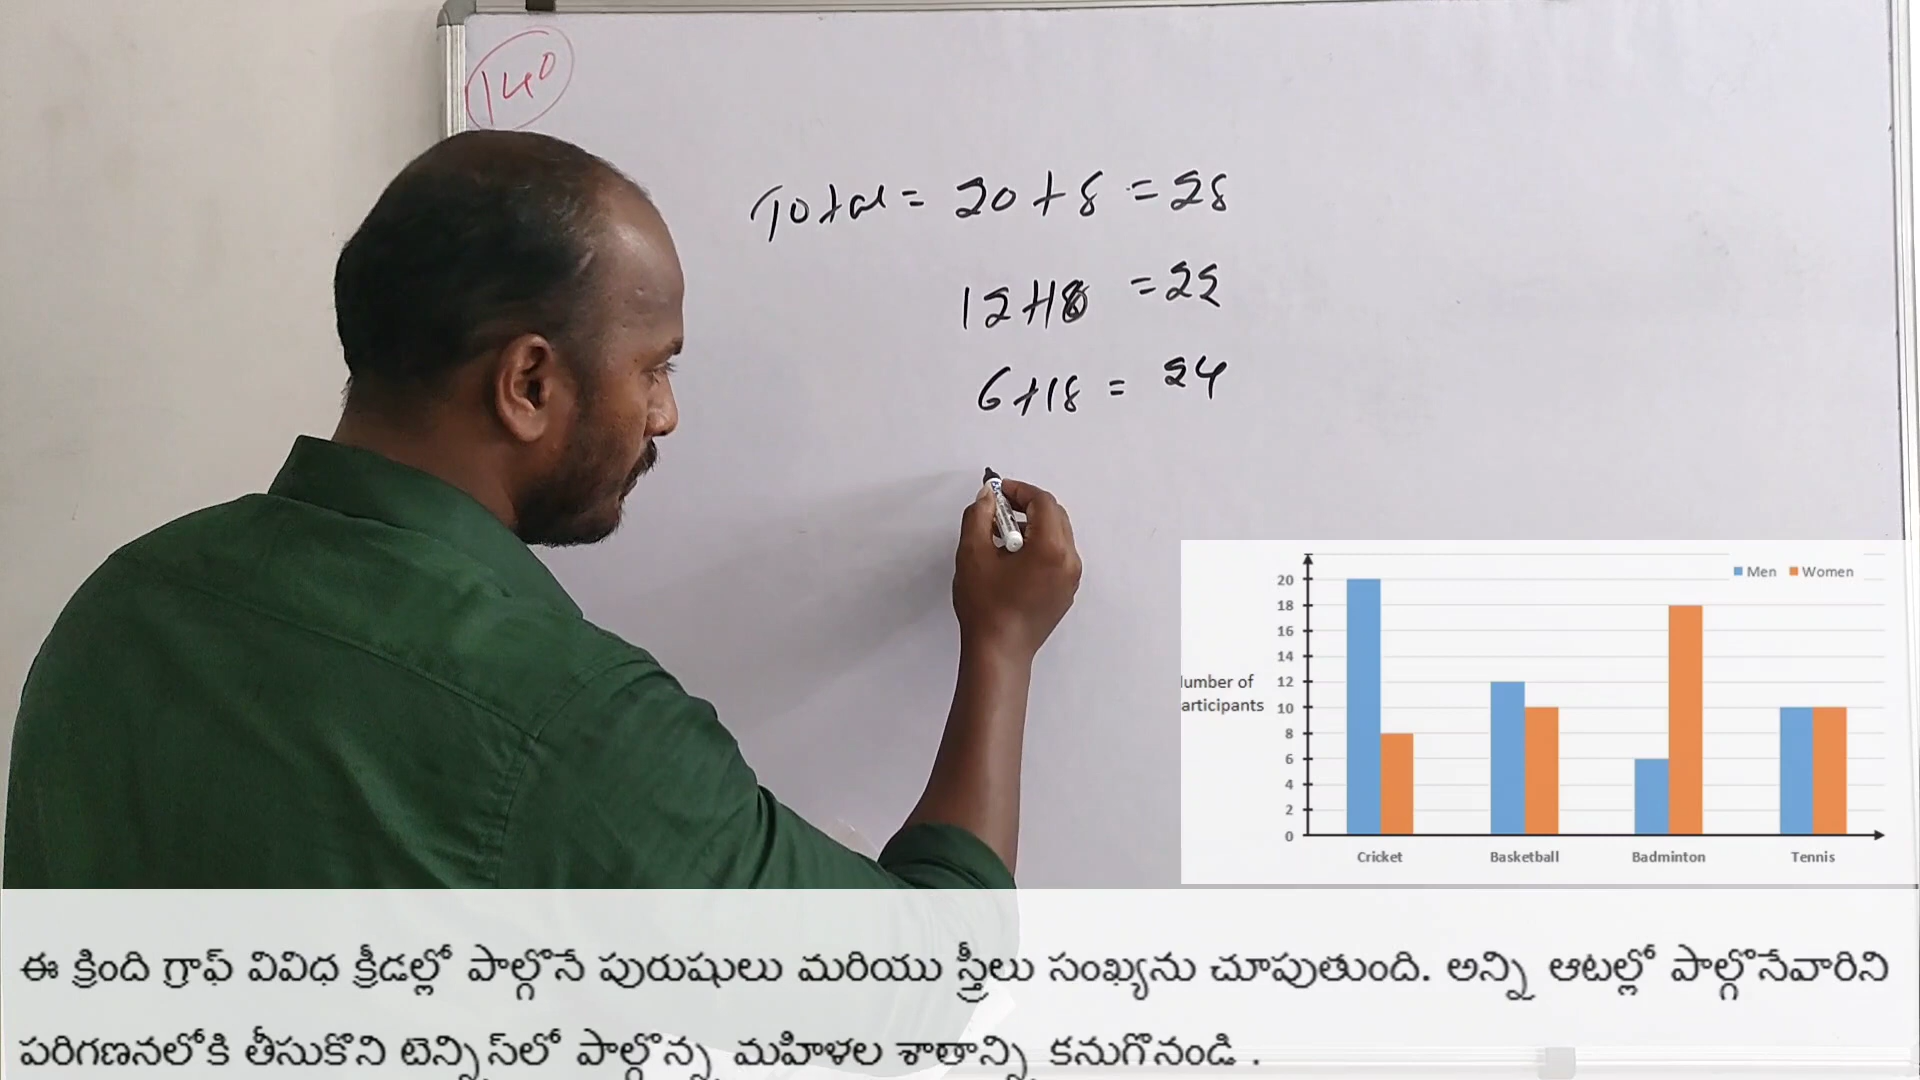 140
Total = 20 + 8 = 28
= 22
6 + 18 = 24
Men Women
20
18
16
14
12
10
8
6
4
2
0
umber of
articipants
Cricket Basketball Badminton Tennis
ఈ క్రింది గ్రాఫ్ వివిధ క్రీడల్లో పాల్గొనే పురుషులు మరియు స్త్రీలు సంఖ్యను చూపుతుంది. అన్ని ఆటల్లో పాల్గొనేవారిని
పరిగణనలోకి తీసుకొని టెన్నిస్‌లో పాల్గొన్న మహిళల శాతాన్ని కనుగొనండి .